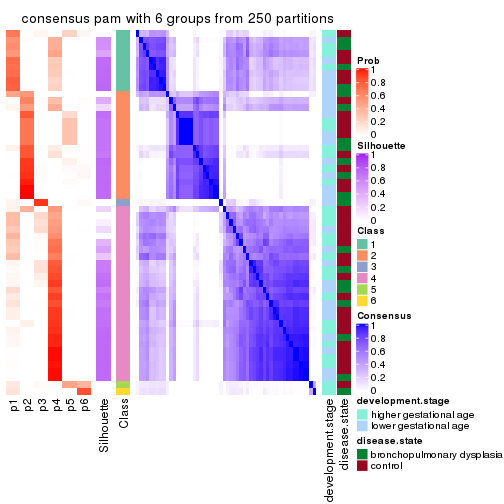 consensus pam with 6 groups from 250 partitions
Prob
1
0.8
0.6
0.4
0.2
0
Silhouette
1
0.8
0.6
0.4
0.2
0
Class
1
2
3
4
5
6
Consensus
1
0.8
0.6
0.4
0.2
0
development.stage
higher gestational age
lower gestational age
disease.state
bronchopulmonary dysplasia
control
p1
p2
p3
p4
p5
p6
Silhouette
Class
development.stage
disease.state